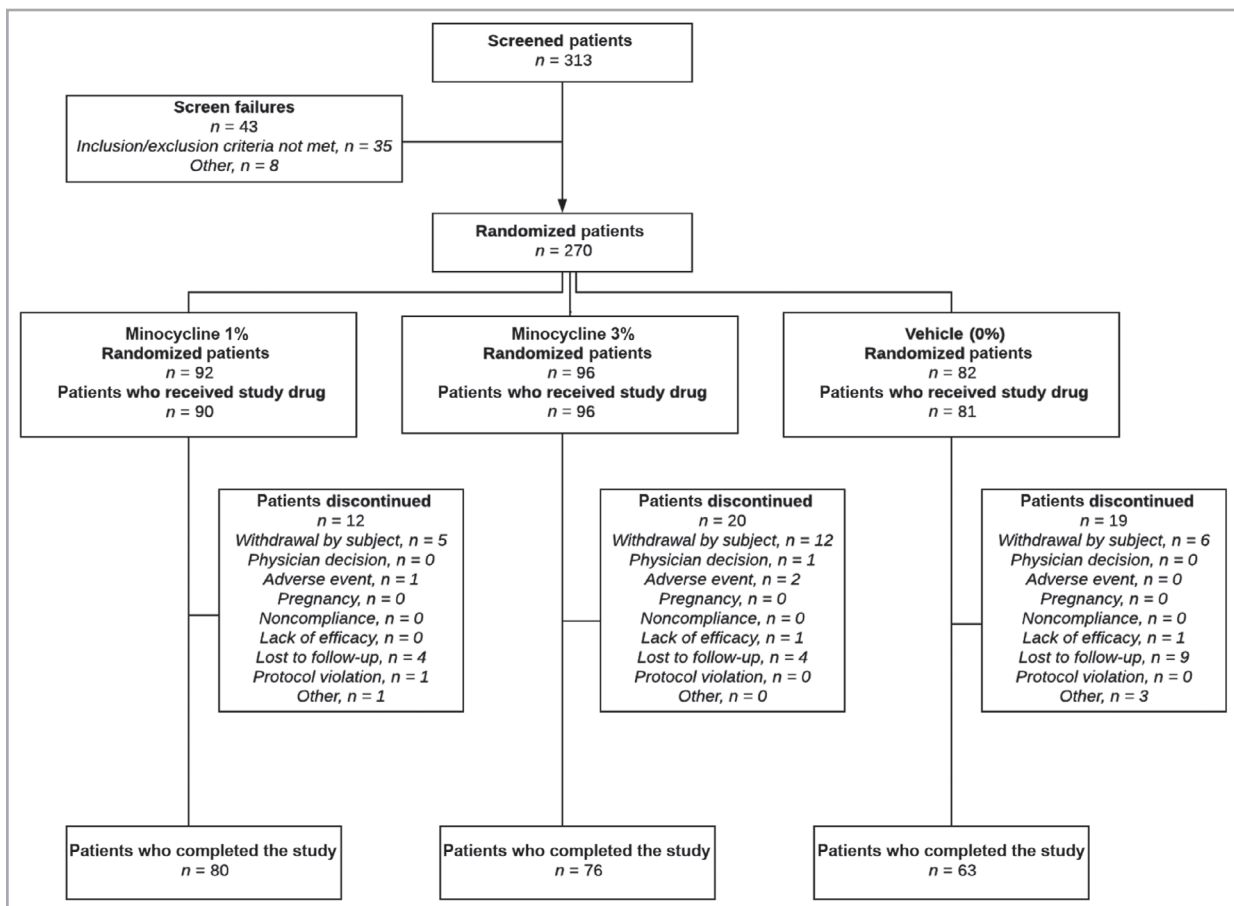 Screened patients
n = 313
Screen failures
n = 43
Inclusion/exclusion criteria not met, n = 35
Other, n = 8
Randomized patients
n = 270
Minocycline 1%
Randomized patients
n = 92
Patients who received study drug
n = 90
Minocycline 3%
Randomized patients
n = 96
Patients who received study drug
n = 96
Vehicle (0%)
Randomized patients
n = 82
Patients who received study drug
n = 81
Patients discontinued
n = 12
Withdrawal by subject, n = 5
Physician decision, n = 0
Adverse event, n = 1
Pregnancy, n = 0
Noncompliance, n = 0
Lack of efficacy, n = 0
Lost to follow-up, n = 4
Protocol violation, n = 1
Other, n = 1
Patients discontinued
n = 20
Withdrawal by subject, n = 12
Physician decision, n = 1
Adverse event, n = 2
Pregnancy, n = 0
Noncompliance, n = 0
Lack of efficacy, n = 1
Lost to follow-up, n = 4
Protocol violation, n = 0
Other, n = 0
Patients discontinued
n = 19
Withdrawal by subject, n = 6
Physician decision, n = 0
Adverse event, n = 0
Pregnancy, n = 0
Noncompliance, n = 0
Lack of efficacy, n = 1
Lost to follow-up, n = 9
Protocol violation, n = 0
Other, n = 3
Patients who completed the study
n = 80
Patients who completed the study
n = 76
Patients who completed the study
n = 63